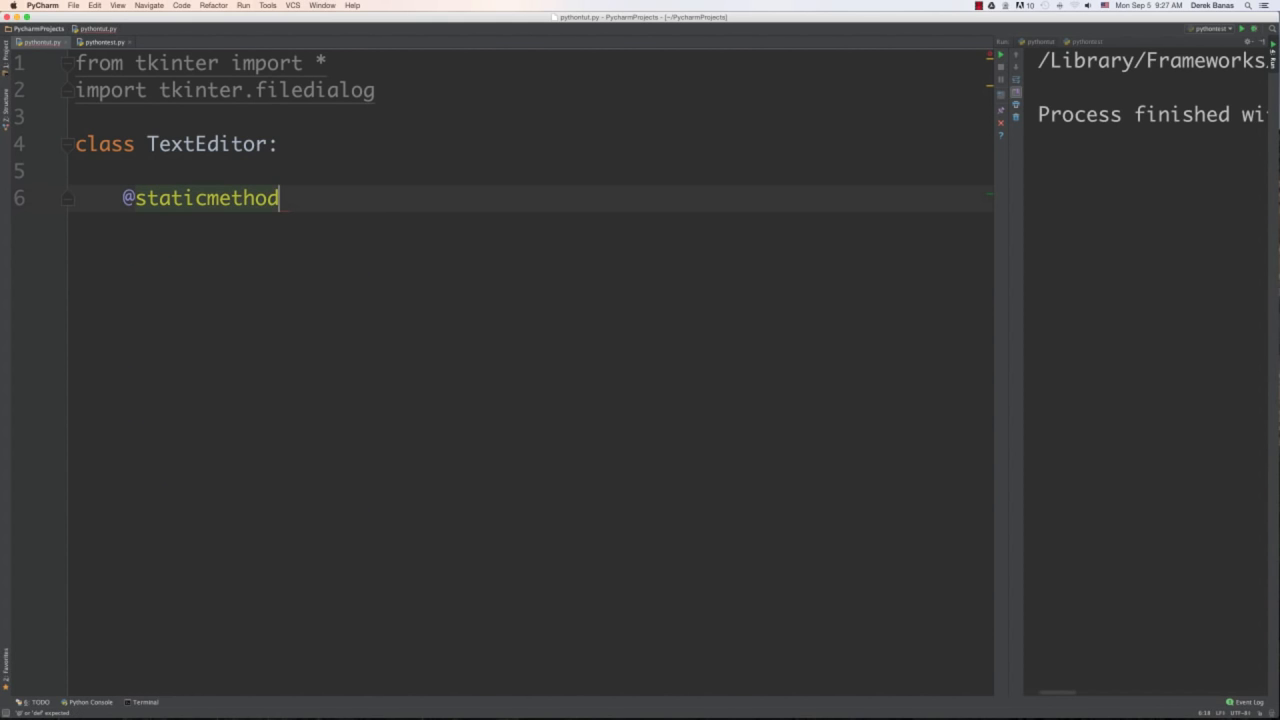 PyCharm File Edit View Navigate Code Refactor Run Tools VCS Window Help 10 Mon Sep 5 9:27 AM Derek Banas
pythontut.py - PycharmProjects - [~/PycharmProjects]
PycharmProjects pythontut.py pythontest
pythontut.py pythontest.py Run: pythontut pythontest
1 from tkinter import *
2 import tkinter.filedialog
3
4 class TextEditor:
5
6 @staticmethod
/Library/Frameworks
Process finished wi
1: Project
7: Structure
2: Favorites
6: TODO Python Console Terminal Event Log
6:18 UTF-8